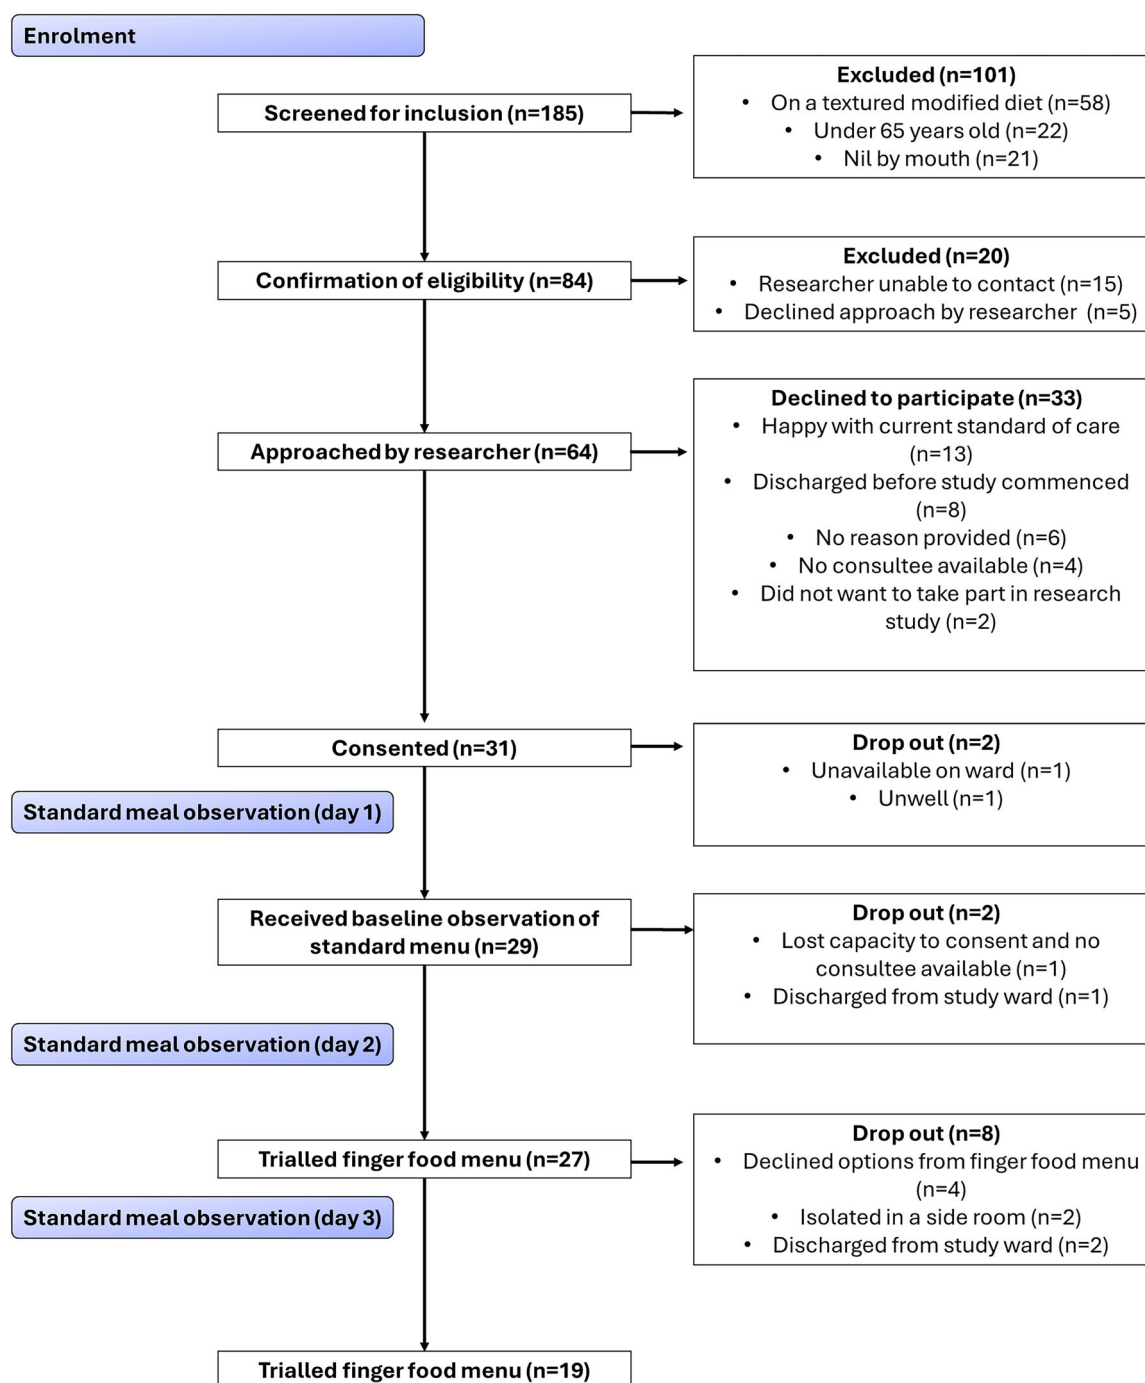 Enrolment
Screened for inclusion (n=185)
Excluded (n=101)
• On a textured modified diet (n=58)
• Under 65 years old (n=22)
• Nil by mouth (n=21)
Confirmation of eligibility (n=84)
Excluded (n=20)
• Researcher unable to contact (n=15)
• Declined approach by researcher (n=5)
Approached by researcher (n=64)
Declined to participate (n=33)
• Happy with current standard of care
(n=13)
• Discharged before study commenced
(n=8)
• No reason provided (n=6)
• No consultee available (n=4)
• Did not want to take part in research
study (n=2)
Consented (n=31)
Drop out (n=2)
• Unavailable on ward (n=1)
• Unwell (n=1)
Standard meal observation (day 1)
Received baseline observation of
standard menu (n=29)
Drop out (n=2)
• Lost capacity to consent and no
consultee available (n=1)
• Discharged from study ward (n=1)
Standard meal observation (day 2)
Trialled finger food menu (n=27)
Drop out (n=8)
• Declined options from finger food menu
(n=4)
• Isolated in a side room (n=2)
• Discharged from study ward (n=2)
Standard meal observation (day 3)
Trialled finger food menu (n=19)